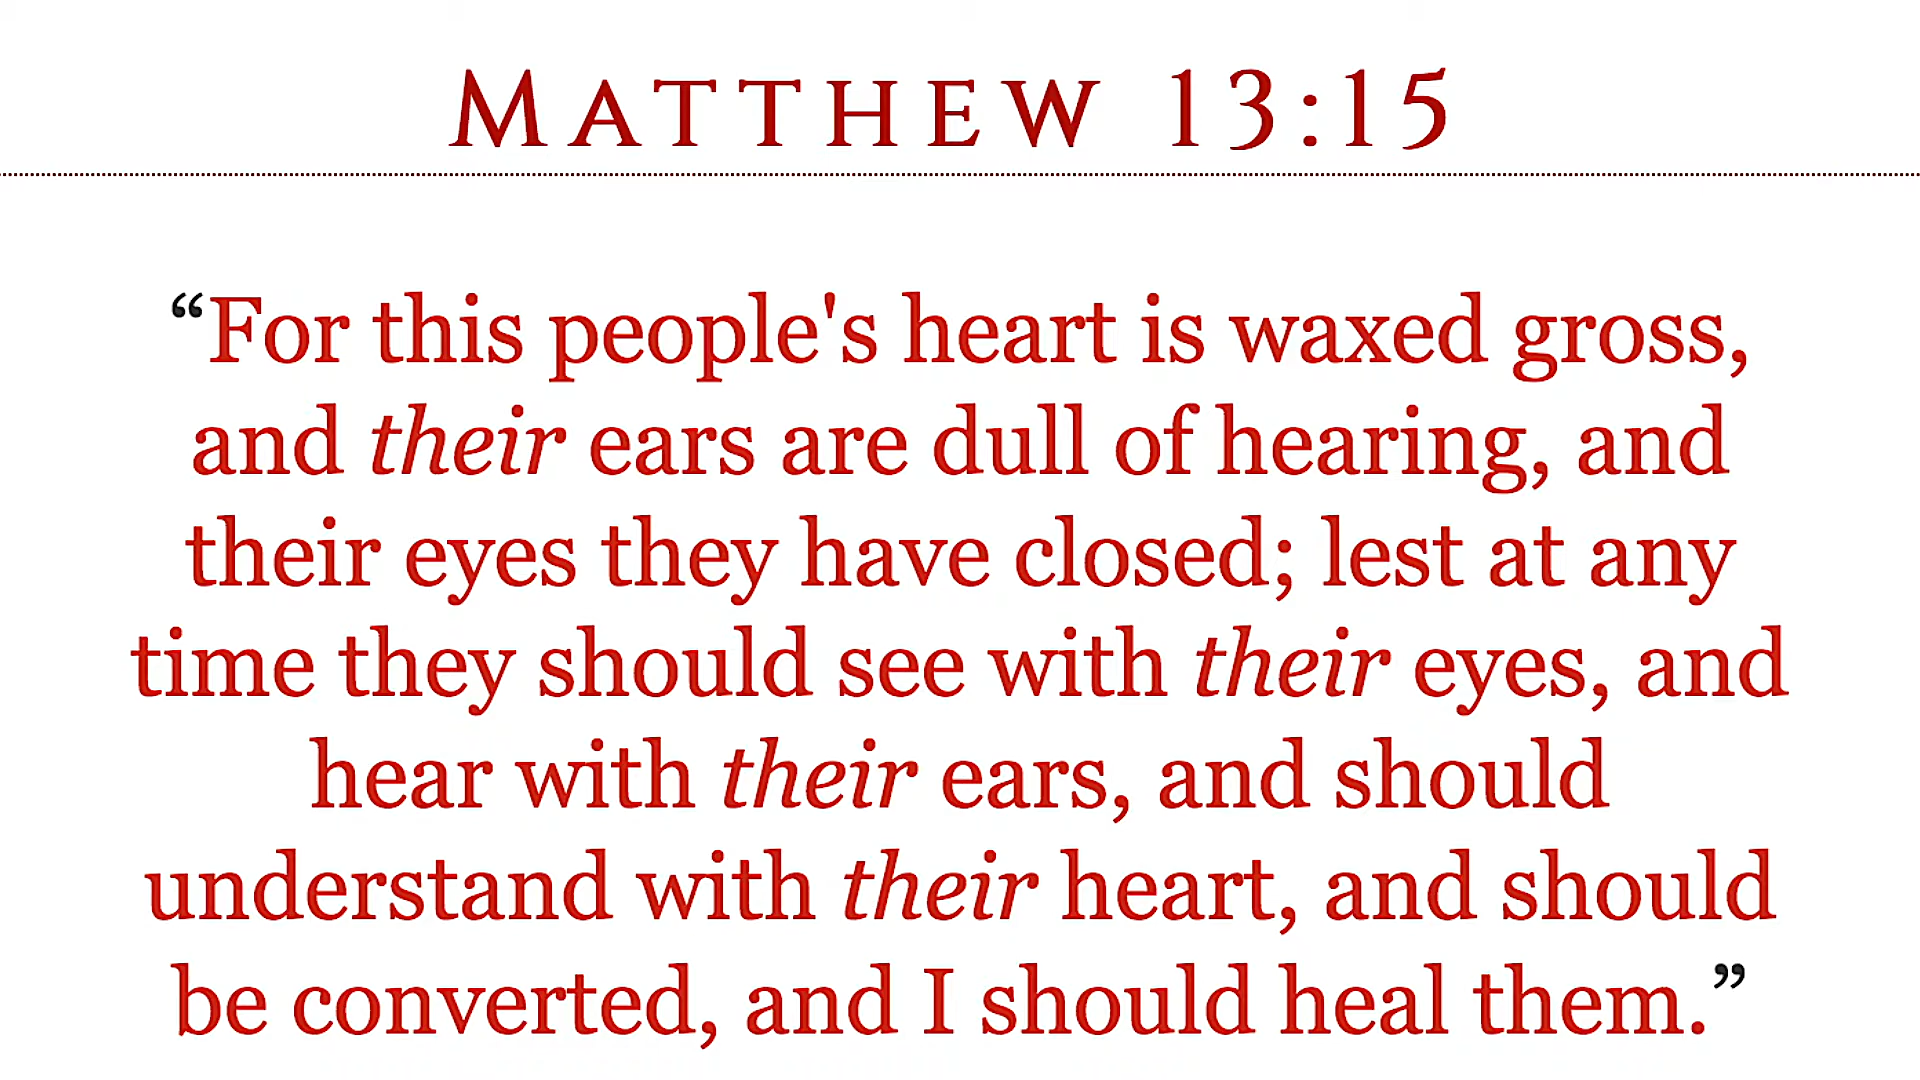 MATTHEW 13:15
“For this people's heart is waxed gross,
and their ears are dull of hearing, and
their eyes they have closed; lest at any
time they should see with their eyes, and
hear with their ears, and should
understand with their heart, and should
be converted, and I should heal them.”